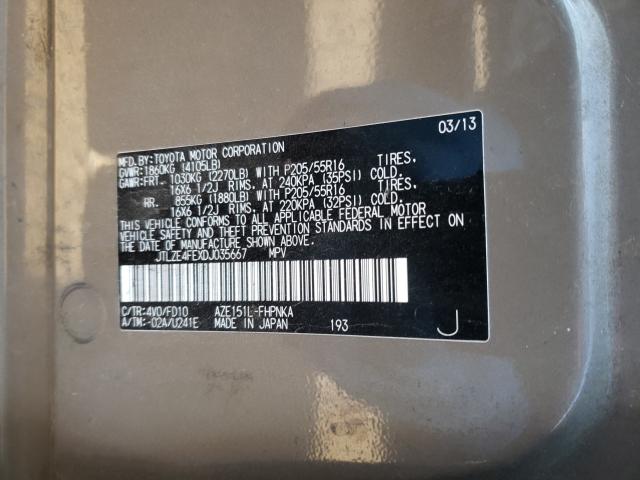 03/13
MFD. BY: TOYOTA MOTOR CORPORATION
GVWR: 1860KG (4105LB)
GAWR: FRT- 1030KG (2270LB) WITH P205/55R16 TIRES,
16X6 1/2J RIMS, AT 240KPA (35PSI) COLD.
RR. 855KG (1880LB) WITH P205/55R16 TIRES,
16X6 1/2J RIMS, AT 220KPA (32PSI) COLD.
THIS VEHICLE CONFORMS TO ALL APPLICABLE FEDERAL MOTOR
VEHICLE SAFETY AND THEFT PREVENTION STANDARDS IN EFFECT ON
THE DATE OF MANUFACTURE SHOWN ABOVE.
JTLZE4FEXDJ035667 MPV
C/TR: 4V0/FD10 AZE151L-FHPNKA
A/TM: -02A/U241E MADE IN JAPAN 193 J